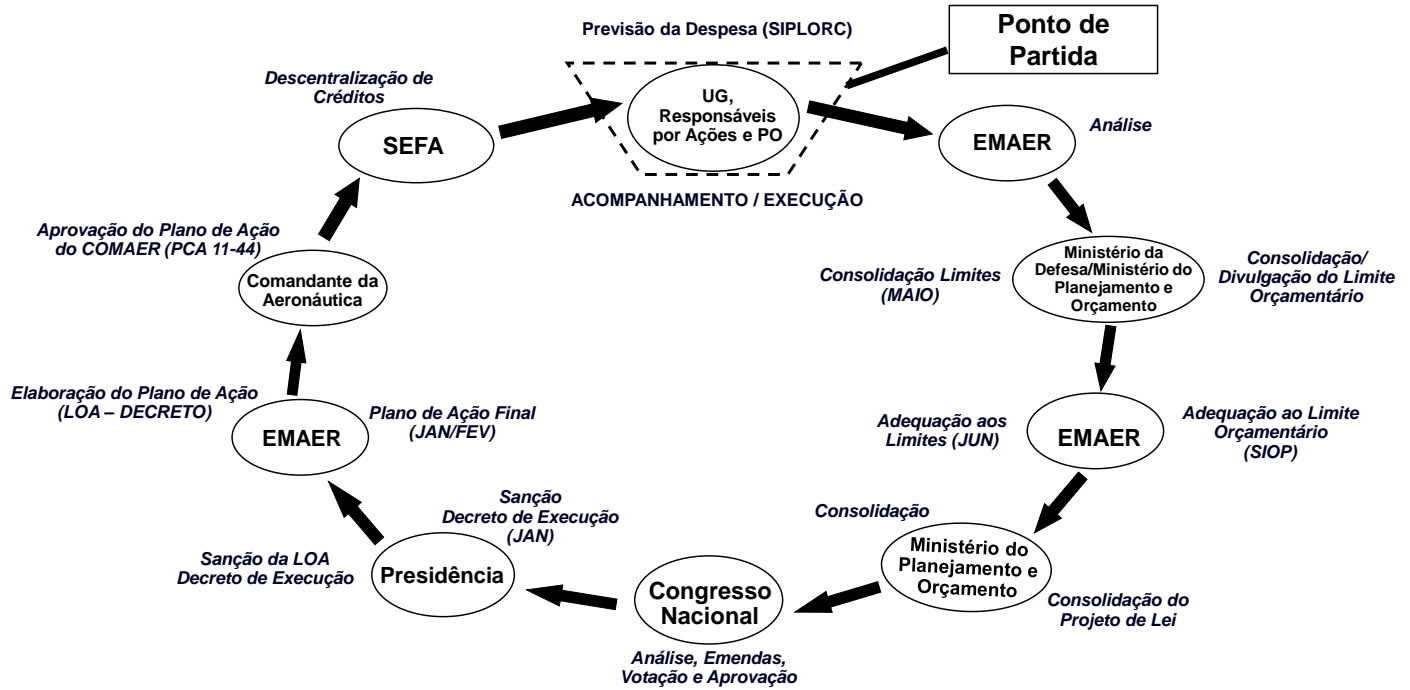 Previsão da Despesa (SIPLORC)
Ponto de
Partida
UG,
Responsáveis
por Ações e PO
ACOMPANHAMENTO / EXECUÇÃO
EMAER
Análise
Ministério da
Defesa/Ministério do
Planejamento e
Orçamento
Consolidação Limites
(MAIO)
Consolidação/
Divulgação do Limite
Orçamentário
Adequação aos
Limites (JUN)
EMAER
Adequação ao Limite
Orçamentário
(SIOP)
Consolidação
Ministério do
Planejamento e
Orçamento
Consolidação do
Projeto de Lei
Congresso
Nacional
Análise, Emendas,
Votação e Aprovação
Sanção
Decreto de Execução
(JAN)
Presidência
Sanção da LOA
Decreto de Execução
Elaboração do Plano de Ação
(LOA – DECRETO)
EMAER
Plano de Ação Final
(JAN/FEV)
Aprovação do Plano de Ação
do COMAER (PCA 11-44)
Comandante da
Aeronáutica
Descentralização de
Créditos
SEFA